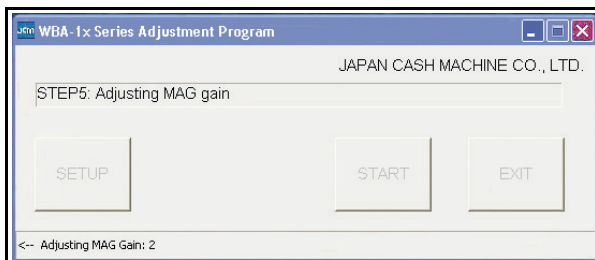 JCM WBA-1x Series Adjustment Program
JAPAN CASH MACHINE CO., LTD.
STEP5: Adjusting MAG gain
SETUP START EXIT
<-- Adjusting MAG Gain: 2